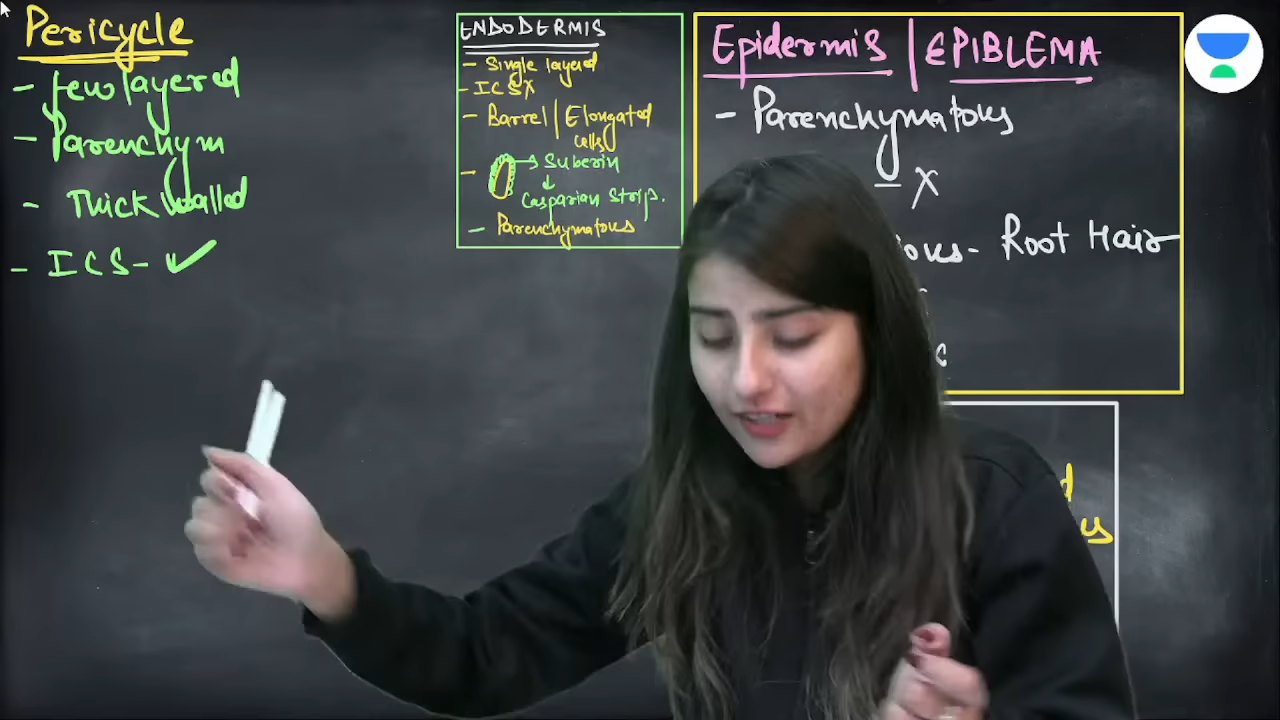 Pericycle
- few layered
- Parenchym
- Thick Walled
- ICS- ✓
ENDODERMIS
- Single layered
- ICS X
- Barrel | Elongated
cells
- → Suberin
↓
Casparian Strips.
- Parenchymatous
Epidermis | EPIBLEMA
- Parenchymatous
- X
ous- Root Hair